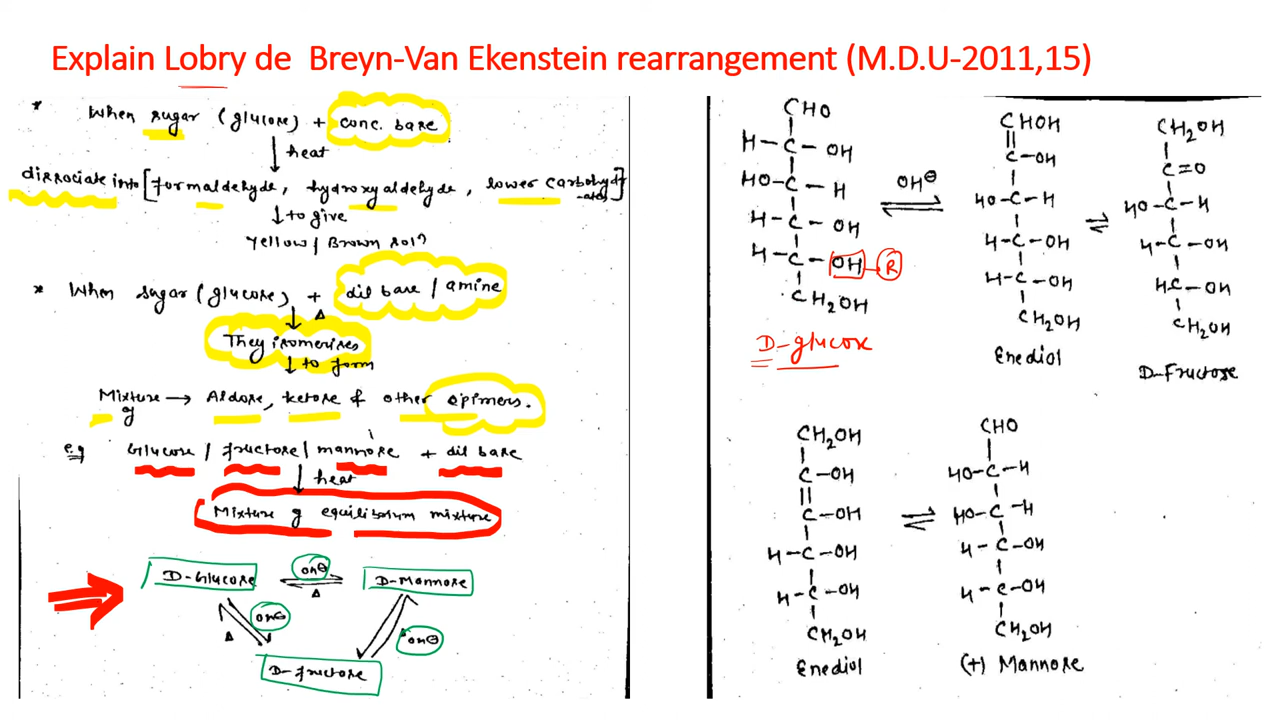 Explain Lobry de Breyn-Van Ekenstein rearrangement (M.D.U-2011,15)
* When sugar (glucose) + conc. base
heat
dissociate into [formaldehyde, hydroxyaldehyde, lower carbohydrates]
to give
Yellow / Brown sol?
* When sugar (glucose) + dil base / amine
Δ
They isomerises
to form
Mixture of → Aldose, ketose & other epimers.
e.g Glucose / fructose / mannose + dil base
heat
Mixture of equilibrium mixture
D-Glucose OH⊖ D-Mannose
Δ
OH⊖ Δ OH⊖
D-fructose
CHO
H-C-OH
HO-C-H
H-C-OH
H-C-OH R
CH2OH
D-glucose
OH⊖
CHOH
C-OH
HO-C-H
H-C-OH
H-C-OH
CH2OH
Enediol
CH2OH
C=O
HO-C-H
H-C-OH
HC-OH
CH2OH
D-Fructose
CH2OH
C-OH
C-OH
H-C-OH
H-C-OH
CH2OH
Enediol
CHO
HO-C-H
HO-C-H
H-C-OH
H-C-OH
CH2OH
(+) Mannose